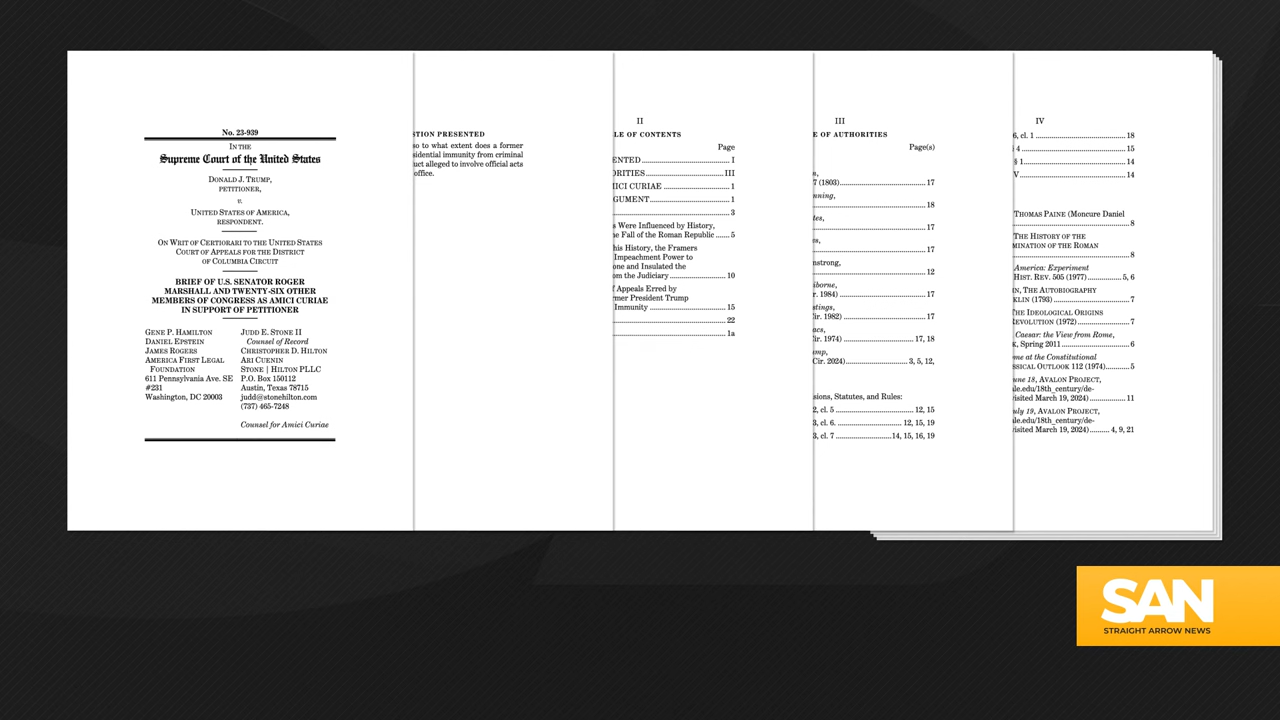 No. 23-939
IN THE
Supreme Court of the United States
DONALD J. TRUMP,
PETITIONER,
v.
UNITED STATES OF AMERICA,
RESPONDENT.
ON WRIT OF CERTIORARI TO THE UNITED STATES
COURT OF APPEALS FOR THE DISTRICT
OF COLUMBIA CIRCUIT
BRIEF OF U.S. SENATOR ROGER
MARSHALL AND TWENTY-SIX OTHER
MEMBERS OF CONGRESS AS AMICI CURIAE
IN SUPPORT OF PETITIONER
GENE P. HAMILTON
DANIEL EPSTEIN
JAMES ROGERS
AMERICA FIRST LEGAL
FOUNDATION
611 Pennsylvania Ave. SE
#231
Washington, DC 20003
JUDD E. STONE II
Counsel of Record
CHRISTOPHER D. HILTON
ARI CUENIN
STONE | HILTON PLLC
P.O. Box 150112
Austin, Texas 78715
judd@stonehilton.com
(737) 465-7248
Counsel for Amici Curiae
STION PRESENTED
so to what extent does a former
sidential immunity from criminal
uct alleged to involve official acts
office.
II
LE OF CONTENTS
Page
ENTED ........ I
ORITIES ........ III
MICI CURIAE ........ 1
GUMENT ........ 1
........ 3
s Were Influenced by History,
e Fall of the Roman Republic ....... 5
his History, the Framers
Impeachment Power to
one and Insulated the
om the Judiciary ........ 10
f Appeals Erred by
rmer President Trump
Immunity ........ 15
........ 22
........ 1a
III
E OF AUTHORITIES
Page(s)
n,
7 (1803) ........ 17
nning,
........ 18
tes,
........ 17
es,
........ 17
mstrong,
........ 12
iborne,
r. 1984) ........ 17
stings,
Cir. 1982) ........ 17
acs,
Cir. 1974) ........ 17, 18
omp,
Cir. 2024) ........ 3, 5, 12,
sions, Statutes, and Rules:
2, cl. 5 ........ 12, 15
3, cl. 6. ........ 12, 15, 19
3, cl. 7 ........ 14, 15, 16, 19
IV
6, cl. 1 ........ 18
§ 4 ........ 15
§ 1 ........ 14
V ........ 14
THOMAS PAINE (Moncure Daniel
........ 8
THE HISTORY OF THE
MINATION OF THE ROMAN
........ 8
America: Experiment
HIST. REV. 505 (1977) ........ 5, 6
IN, THE AUTOBIOGRAPHY
KLIN (1793) ........ 7
THE IDEOLOGICAL ORIGINS
REVOLUTION (1972) ........ 7
Caesar: the View from Rome,
K, Spring 2011 ........ 6
ome at the Constitutional
SSICAL OUTLOOK 112 (1974) ........ 5
une 18, AVALON PROJECT,
le.edu/18th_century/de-
isited March 19, 2024) ........ 11
uly 19, AVALON PROJECT,
le.edu/18th_century/de-
isited March 19, 2024) ........ 4, 9, 21
SAN
STRAIGHT ARROW NEWS